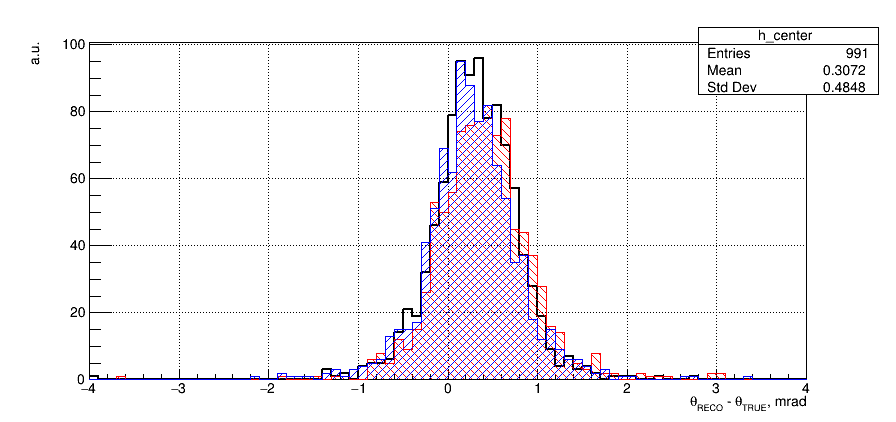 h_center
Entries 991
Mean 0.3072
Std Dev 0.4848
a.u.
100
80
60
40
20
0
−4 −3 −2 −1 0 1 2 3 4
θRECO - θTRUE, mrad